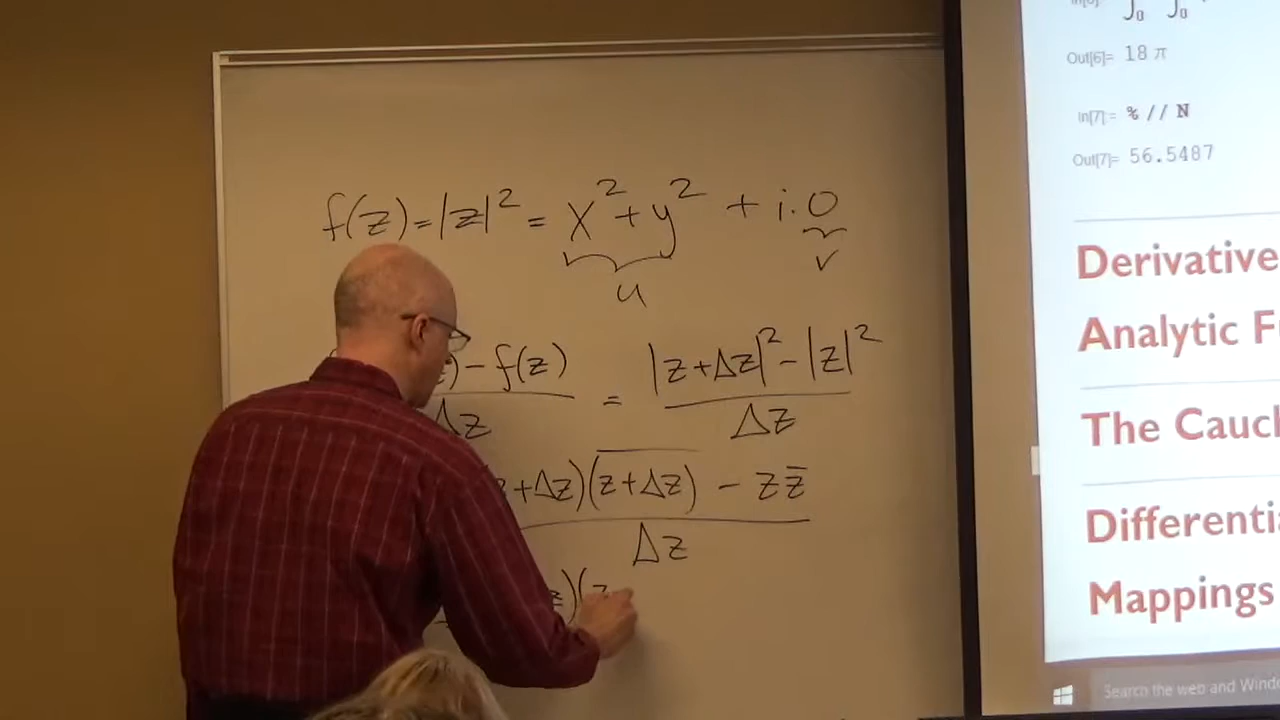 f(z)=|z|²= x²+y² + i.0
u
v
)-f(z) = |z+Δz|²-|z|²
Δz
Δz
+Δz)(z̅+̅Δ̅z̅) - zz̄
Δz
)(z
Out[6]= 18 π
In[7]:= % // N
Out[7]= 56.5487
Derivative
Analytic F
The Cauch
Differenti
Mappings
Search the web and Windo